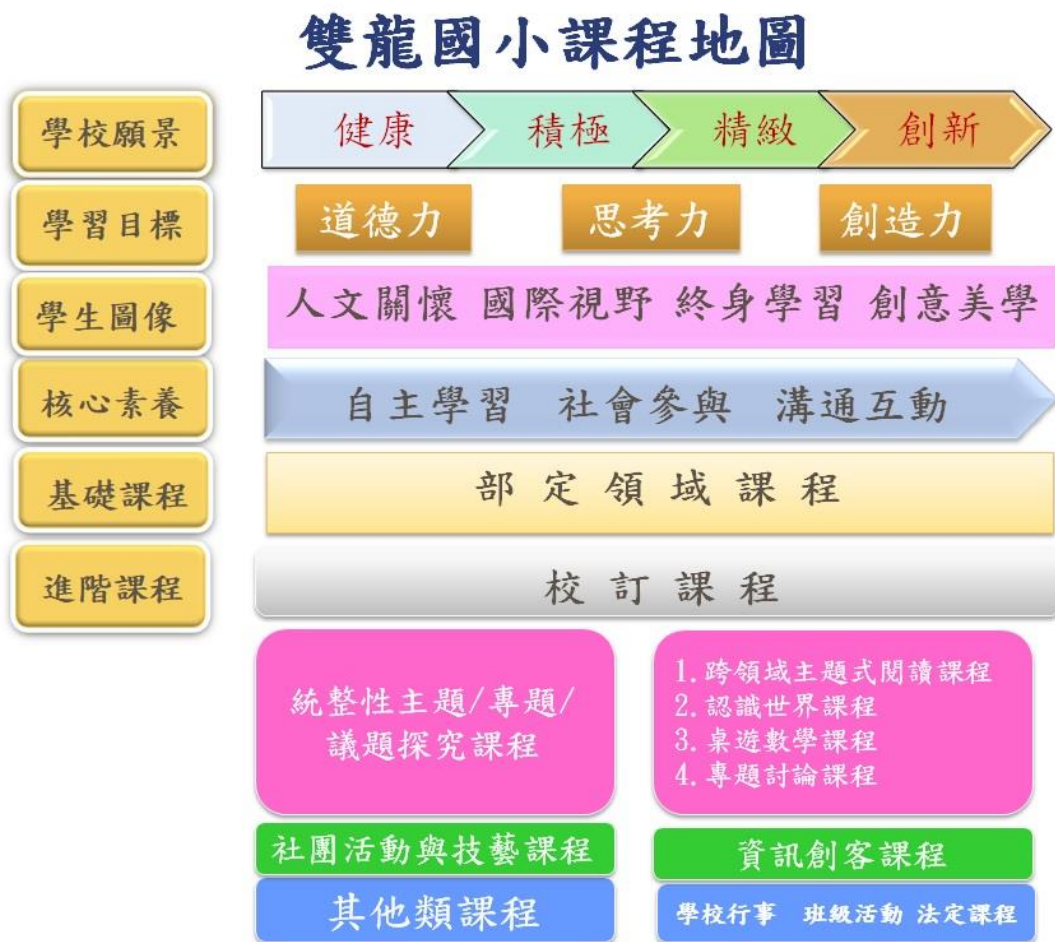 雙龍國小課程地圖
學校願景
健康 積極 精緻 創新
學習目標
道德力 思考力 創造力
學生圖像
人文關懷 國際視野 終身學習 創意美學
核心素養
自主學習 社會參與 溝通互動
基礎課程
部定領域課程
進階課程
校訂課程
統整性主題/專題/
議題探究課程
1.跨領域主題式閱讀課程
2.認識世界課程
3.桌遊數學課程
4.專題討論課程
社團活動與技藝課程
資訊創客課程
其他類課程
學校行事 班級活動 法定課程